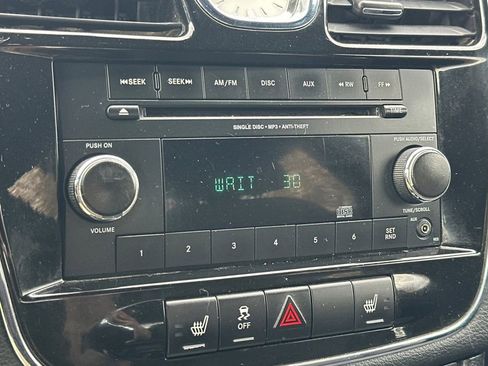 |◀◀SEEK SEEK▶▶| AM/FM DISC AUX ◀◀ RW FF ▶▶
TIME
SINGLE DISC • MP3 • ANTI-THEFT
PUSH ON PUSH AUDIO/SELECT
WAIT 30
VOLUME TUNE/SCROLL
AUX
1 2 3 4 5 6 SET RND
OFF